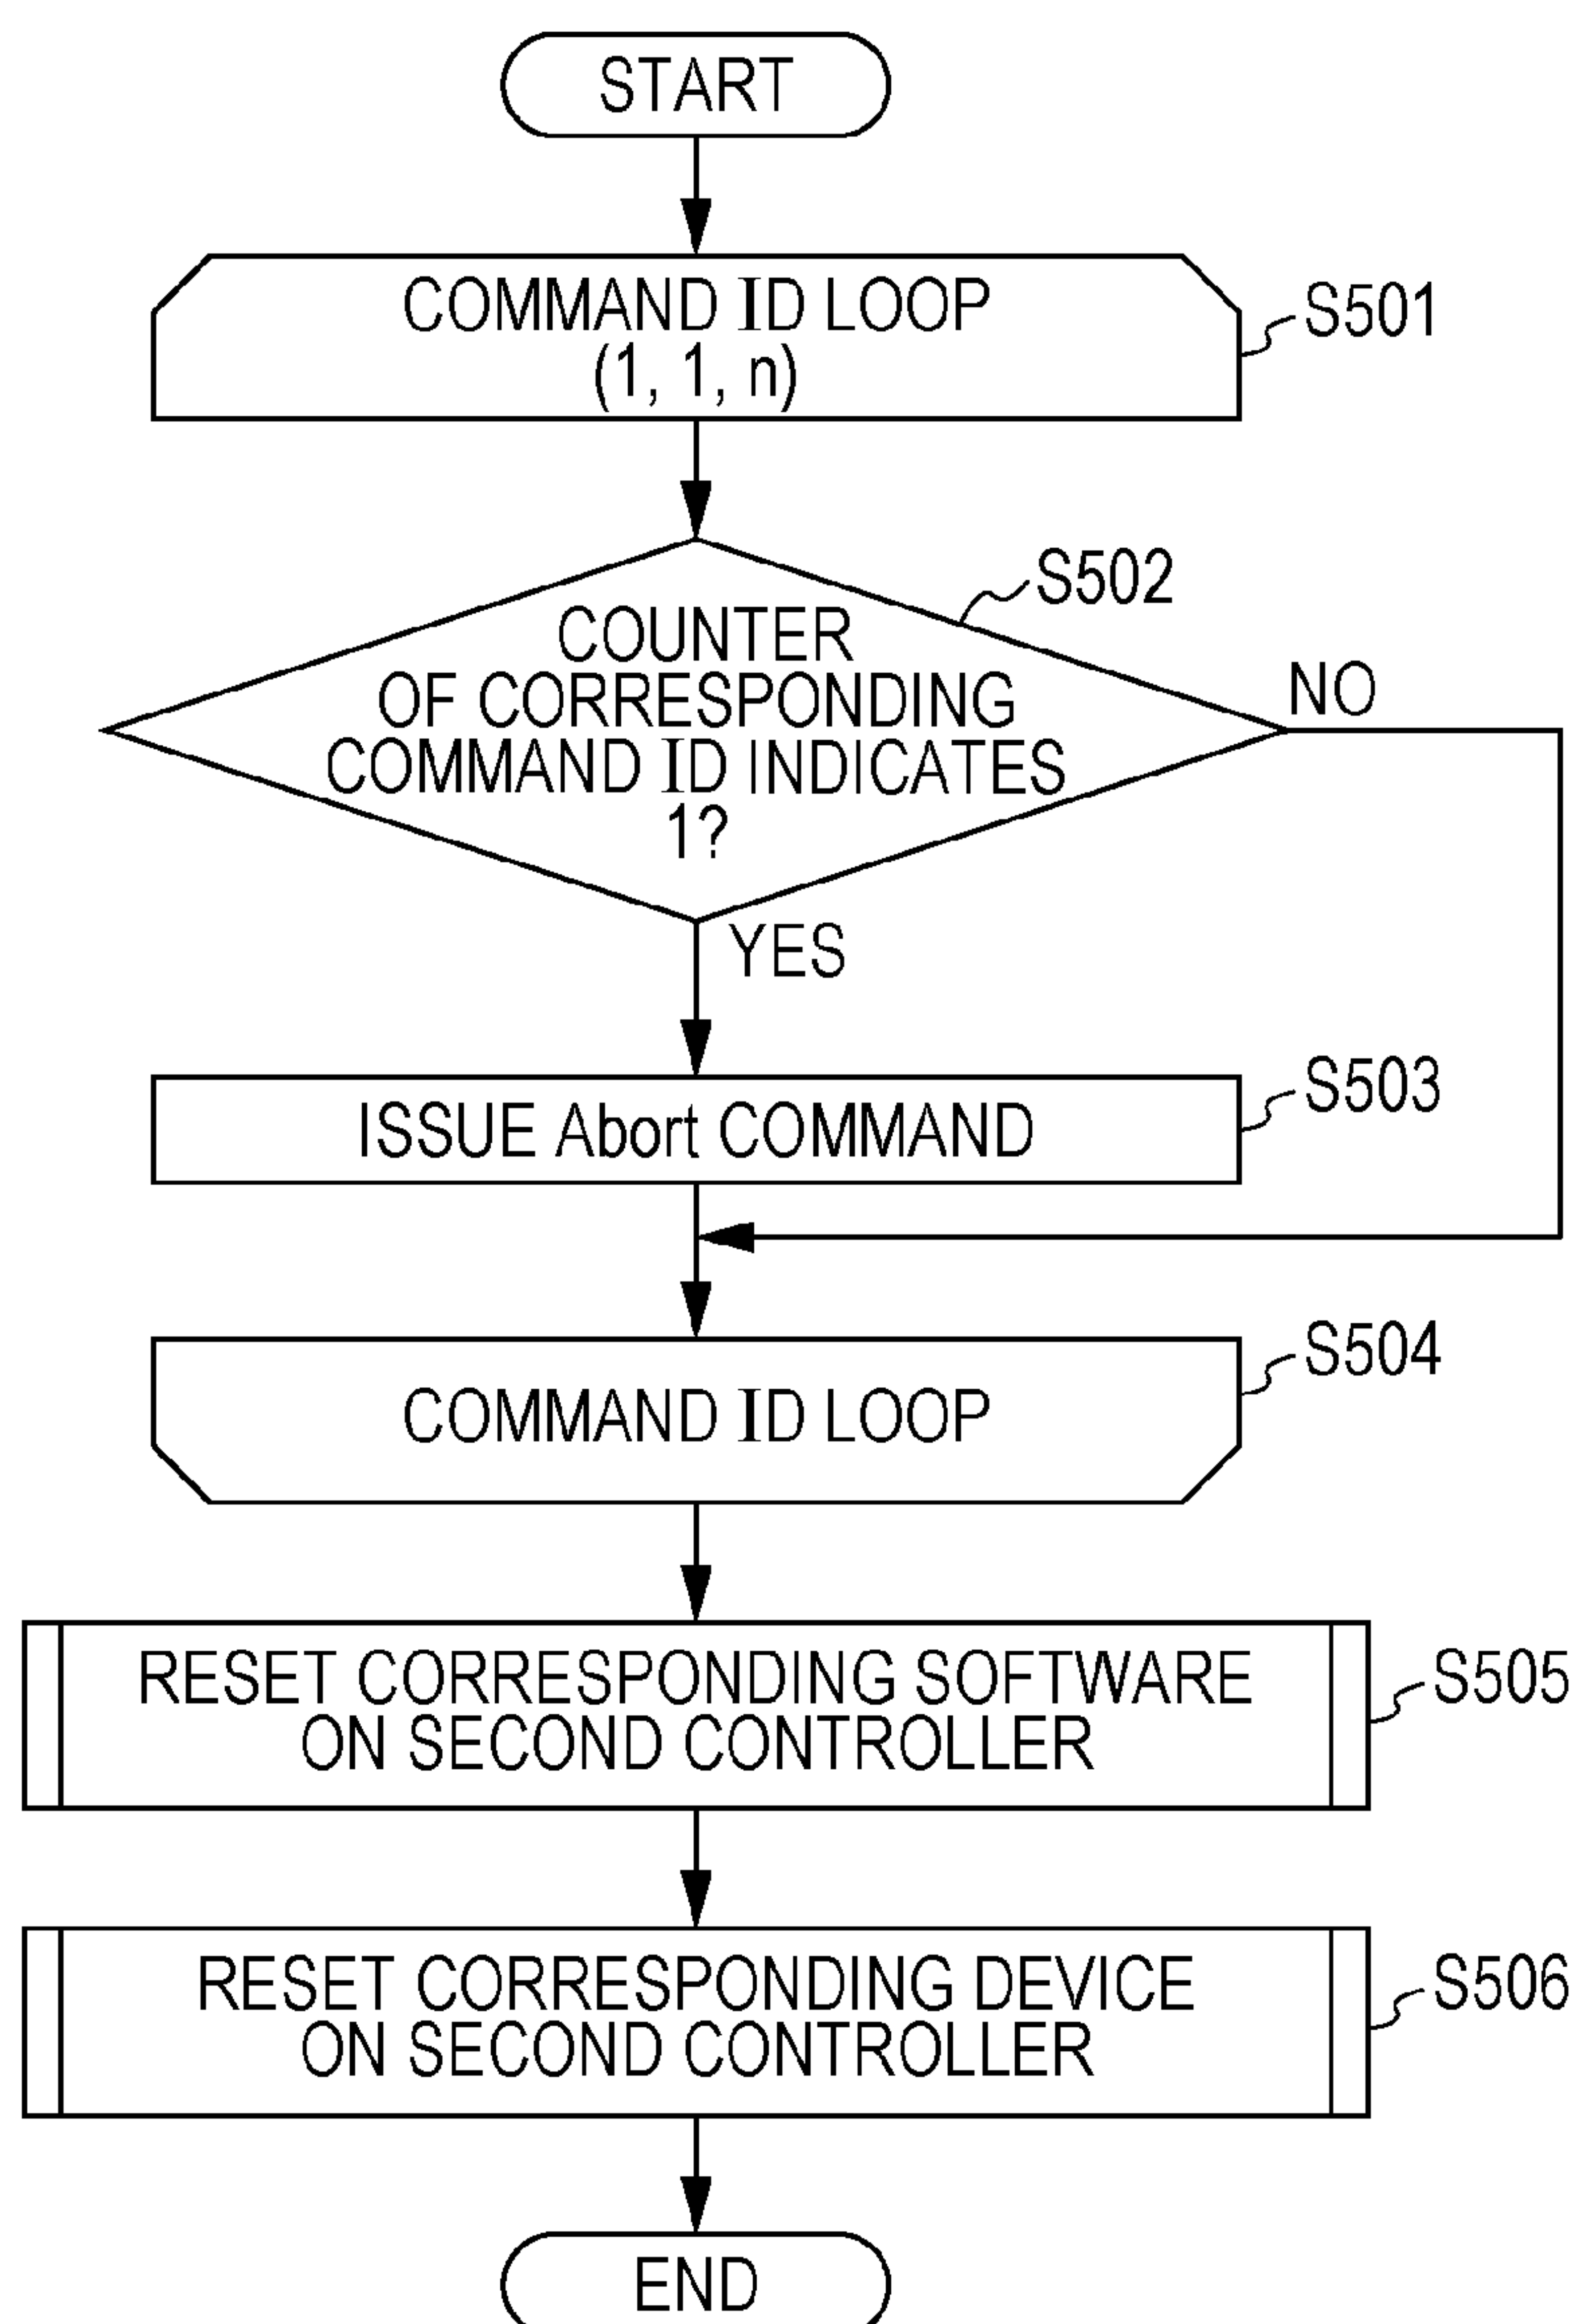 START
COMMAND ID LOOP
(1, 1, n)
S501
S502
COUNTER
OF CORRESPONDING
COMMAND ID INDICATES
1?
NO
YES
ISSUE Abort COMMAND
S503
COMMAND ID LOOP
S504
RESET CORRESPONDING SOFTWARE
ON SECOND CONTROLLER
S505
RESET CORRESPONDING DEVICE
ON SECOND CONTROLLER
S506
END